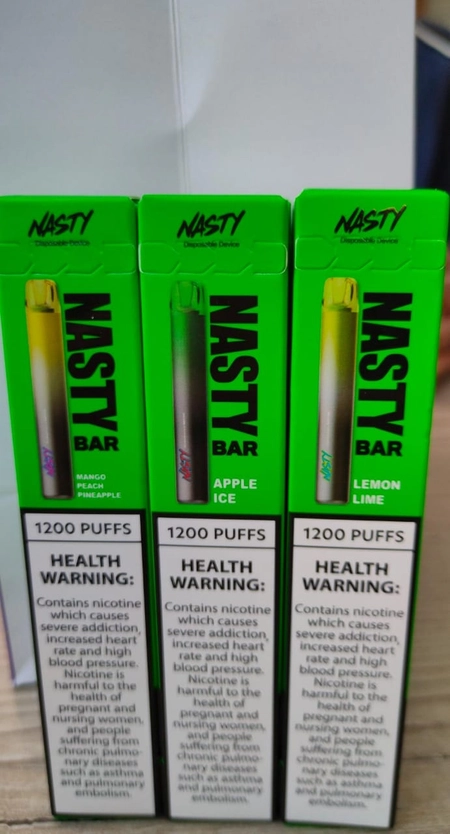 NASTY
Disposable Device
NASTY
BAR
MANGO
PEACH
PINEAPPLE
1200 PUFFS
HEALTH
WARNING:
Contains nicotine
which causes
severe addiction,
increased heart
rate and high
blood pressure.
Nicotine is
harmful to the
health of
pregnant and
nursing women,
and people
suffering from
chronic pulmo-
nary diseases
such as asthma
and pulmonary
embolism.
NASTY
Disposable Device
NASTY
BAR
NASTY
APPLE
ICE
1200 PUFFS
HEALTH
WARNING:
Contains nicotine
which causes
severe addiction,
increased heart
rate and high
blood pressure.
Nicotine is
harmful to the
health of
pregnant and
nursing women,
and people
suffering from
chronic pulmo-
nary diseases
such as asthma
and pulmonary
embolism.
NASTY
Disposable Device
NASTY
BAR
NASTY
LEMON
LIME
1200 PUFFS
HEALTH
WARNING:
Contains nicotine
which causes
severe addiction,
increased heart
rate and high
blood pressure.
Nicotine is
harmful to the
health of
pregnant and
nursing women,
and people
suffering from
chronic pulmo-
nary diseases
such as asthma
and pulmonary
embolism.